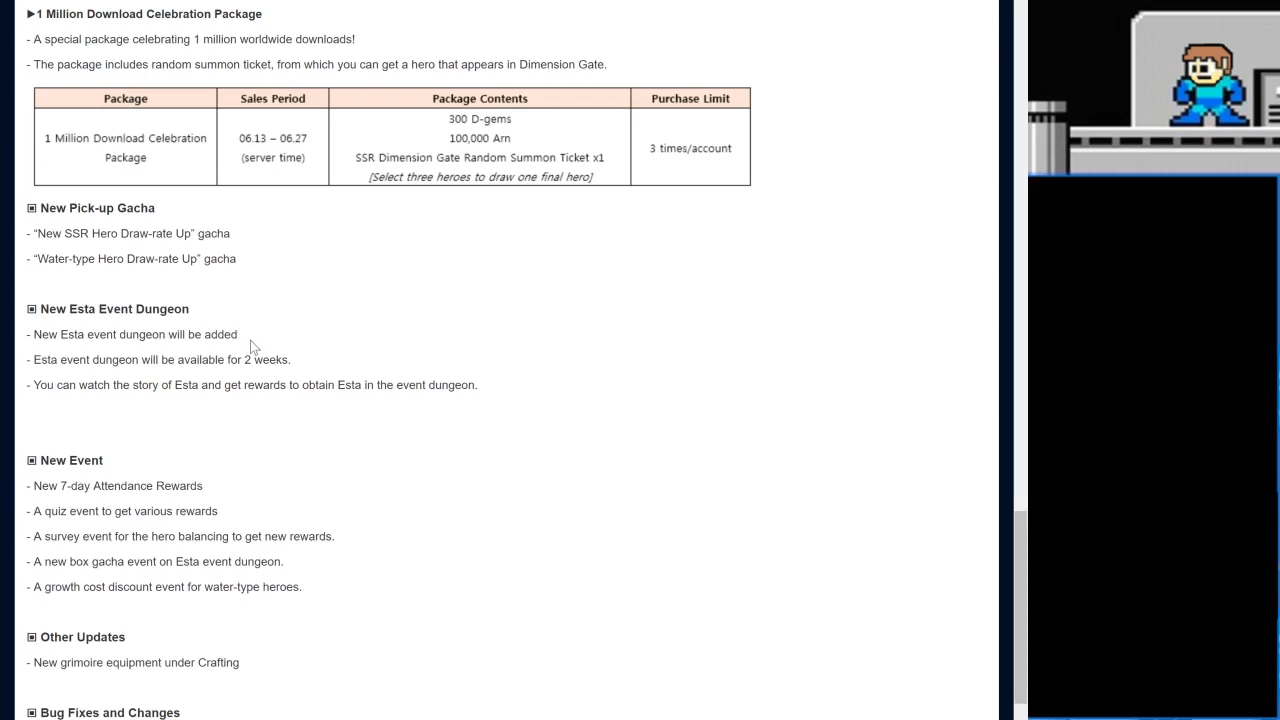 ▶1 Million Download Celebration Package
- A special package celebrating 1 million worldwide downloads!
- The package includes random summon ticket, from which you can get a hero that appears in Dimension Gate.
Package Sales Period Package Contents Purchase Limit
1 Million Download Celebration Package
06.13 – 06.27
(server time)
300 D-gems
100,000 Arn
SSR Dimension Gate Random Summon Ticket x1
[Select three heroes to draw one final hero]
3 times/account
▣ New Pick-up Gacha
- “New SSR Hero Draw-rate Up” gacha
- “Water-type Hero Draw-rate Up” gacha
▣ New Esta Event Dungeon
- New Esta event dungeon will be added
- Esta event dungeon will be available for 2 weeks.
- You can watch the story of Esta and get rewards to obtain Esta in the event dungeon.
▣ New Event
- New 7-day Attendance Rewards
- A quiz event to get various rewards
- A survey event for the hero balancing to get new rewards.
- A new box gacha event on Esta event dungeon.
- A growth cost discount event for water-type heroes.
▣ Other Updates
- New grimoire equipment under Crafting
▣ Bug Fixes and Changes